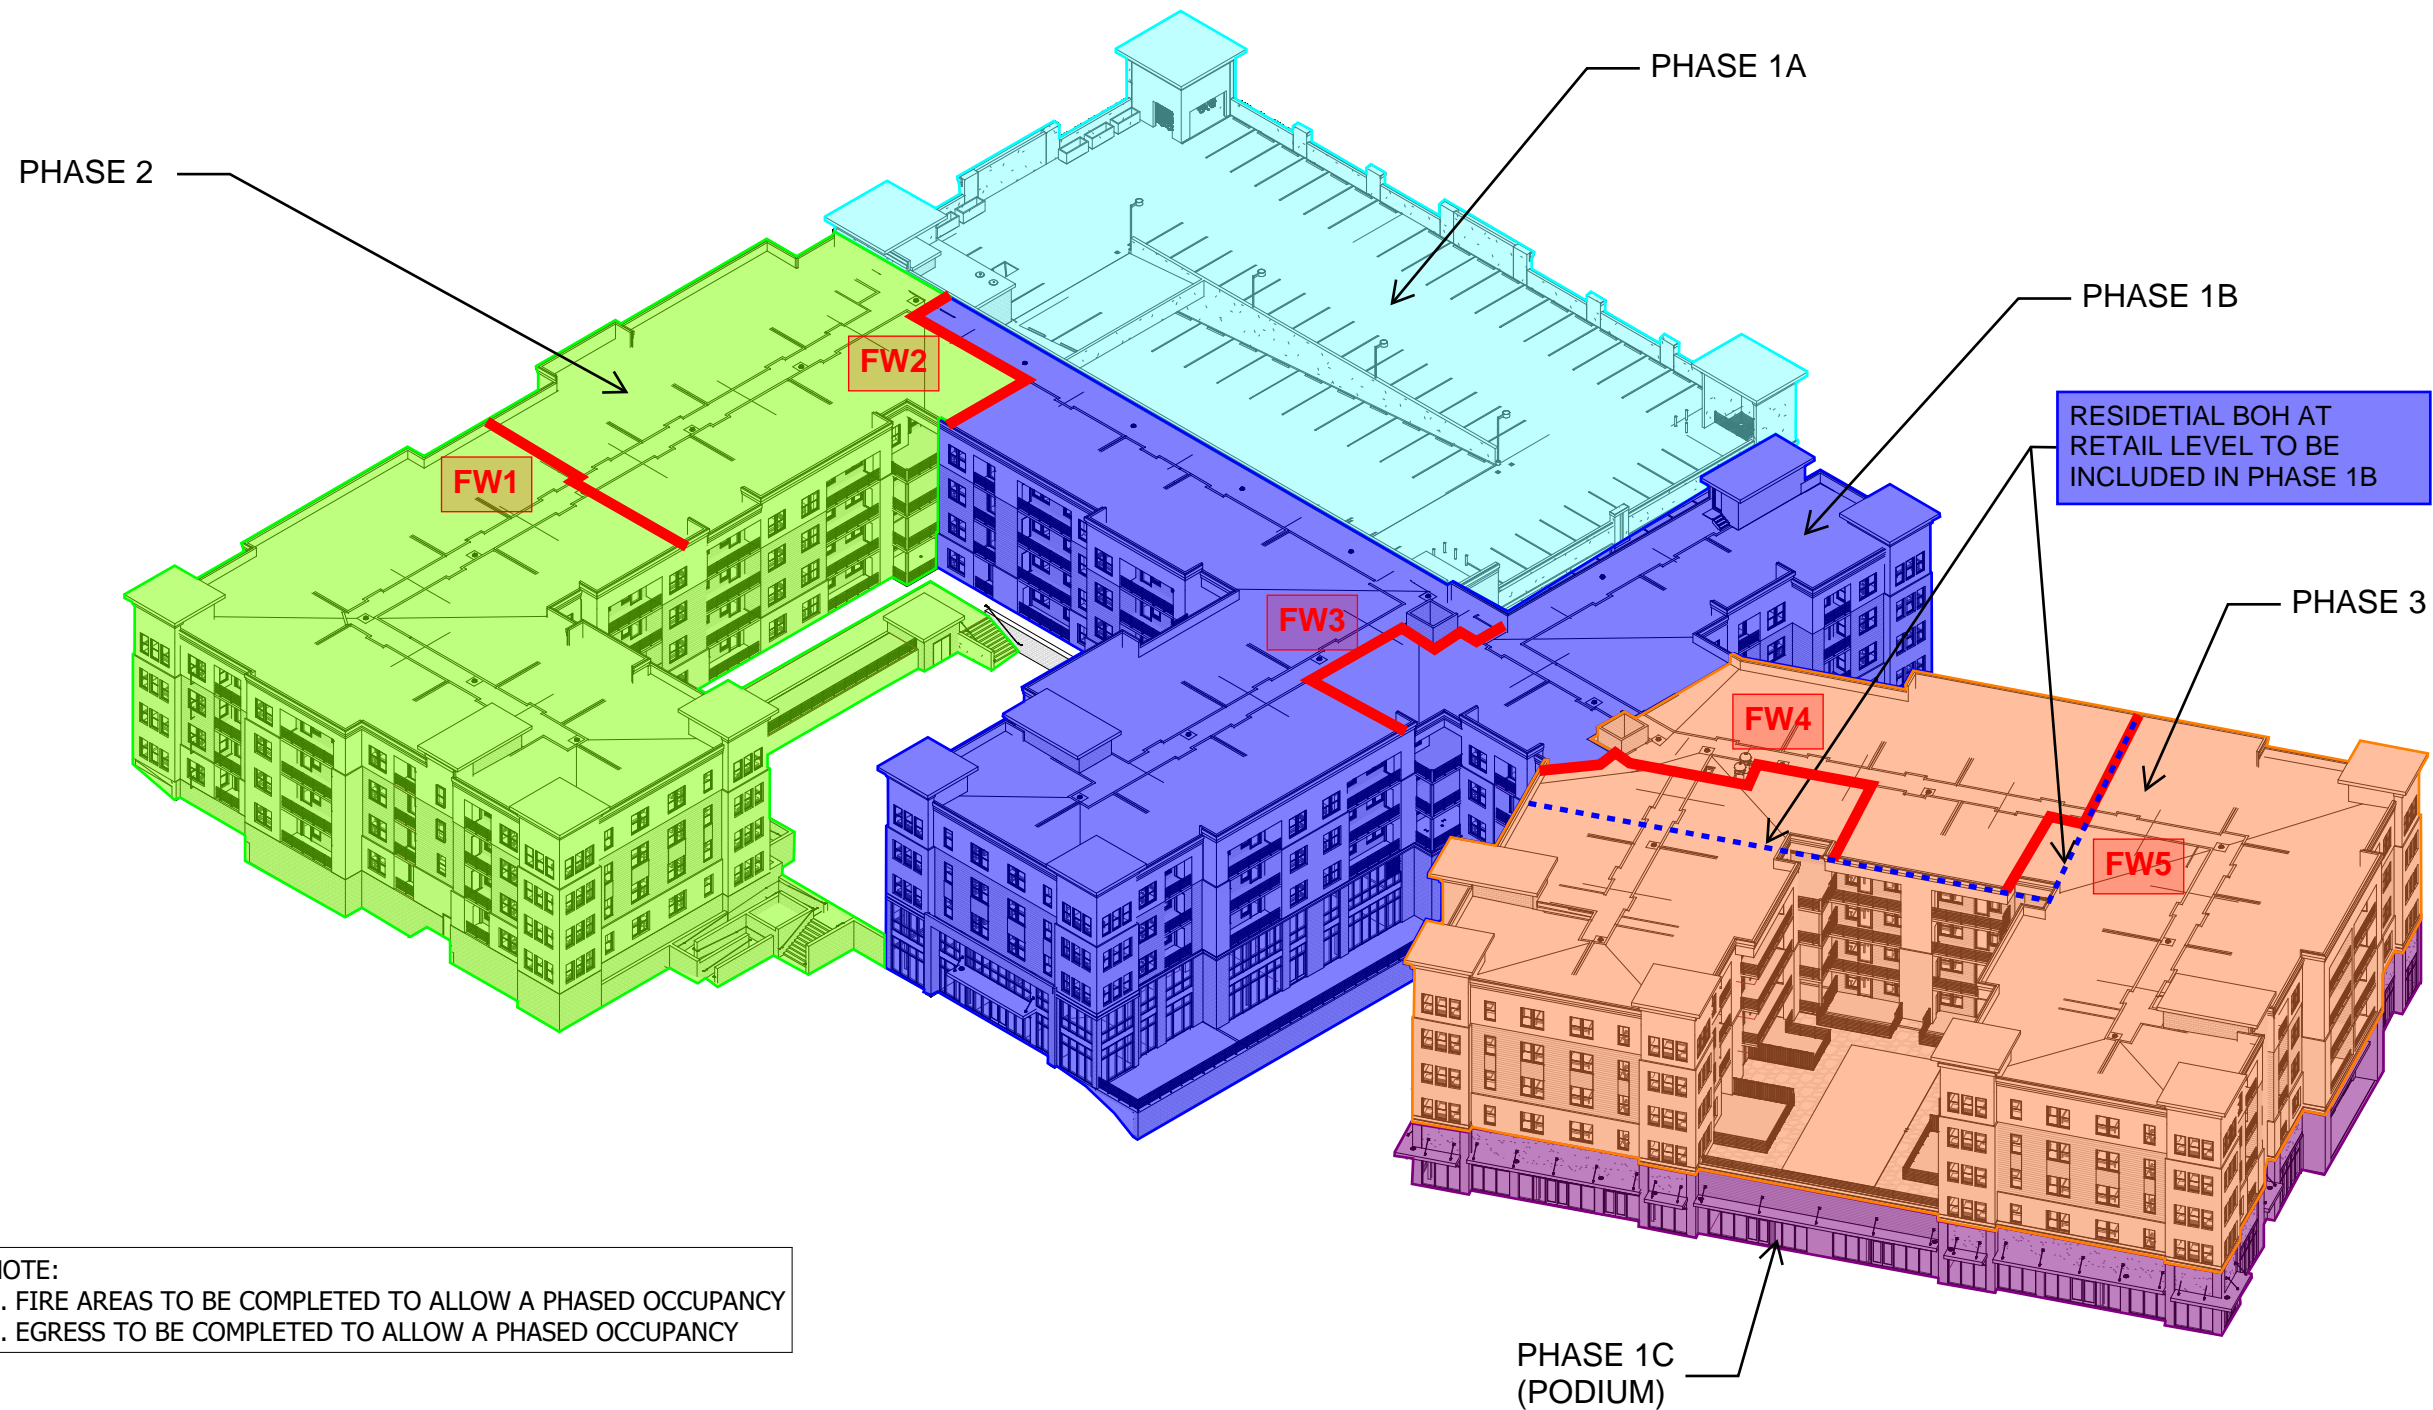 PHASE 1A
PHASE 2
PHASE 1B
FW2
RESIDETIAL BOH AT
RETAIL LEVEL TO BE
INCLUDED IN PHASE 1B
FW1
PHASE 3
FW3
FW4
FW5
NOTE:
. FIRE AREAS TO BE COMPLETED TO ALLOW A PHASED OCCUPANCY
. EGRESS TO BE COMPLETED TO ALLOW A PHASED OCCUPANCY
PHASE 1C
(PODIUM)